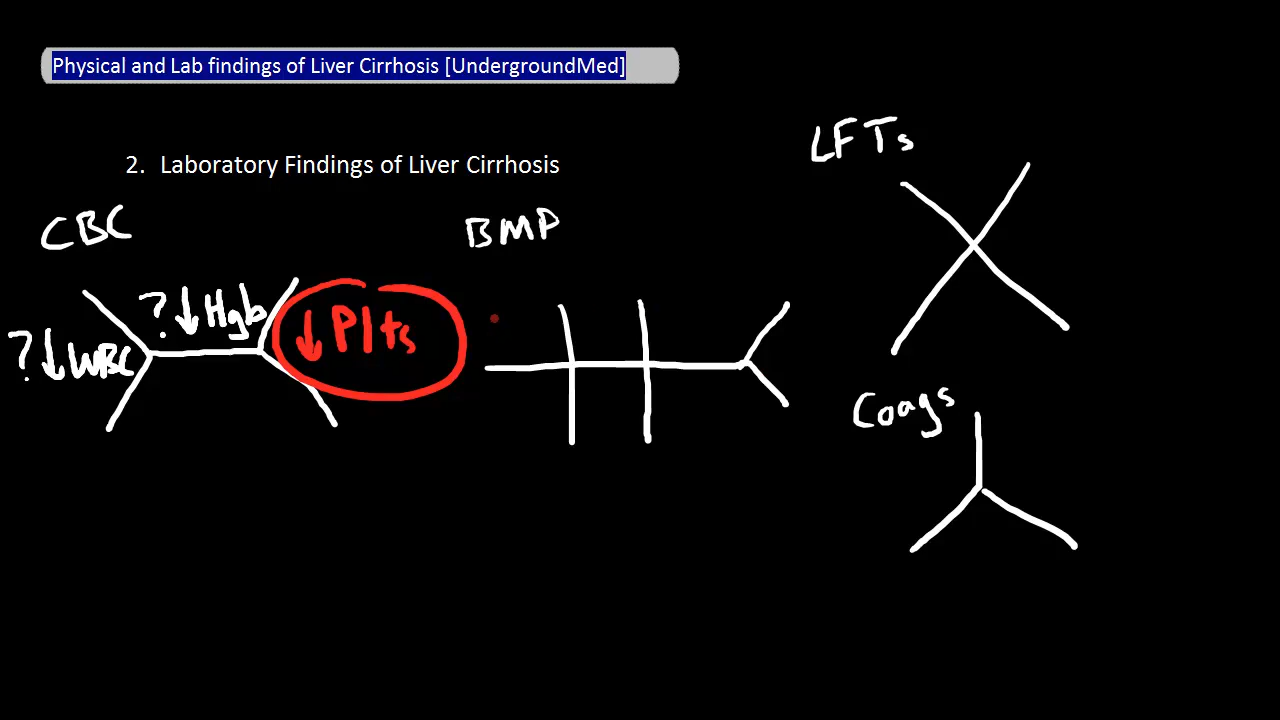 Physical and Lab findings of Liver Cirrhosis [UndergroundMed]
2. Laboratory Findings of Liver Cirrhosis
LFTs
CBC
BMP
? ↓ Hgb
↓ Plts
? ↓ WBC
Coags